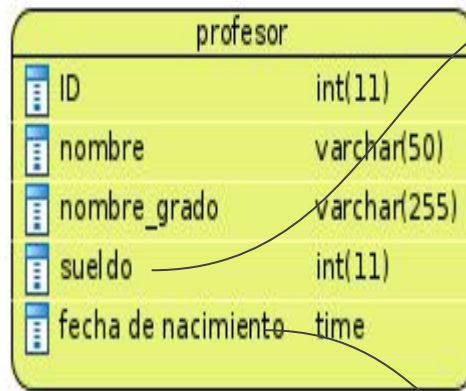 profesor
ID int(11)
nombre varchar(50)
nombre_grado varchar(255)
sueldo int(11)
fecha de nacimiento time